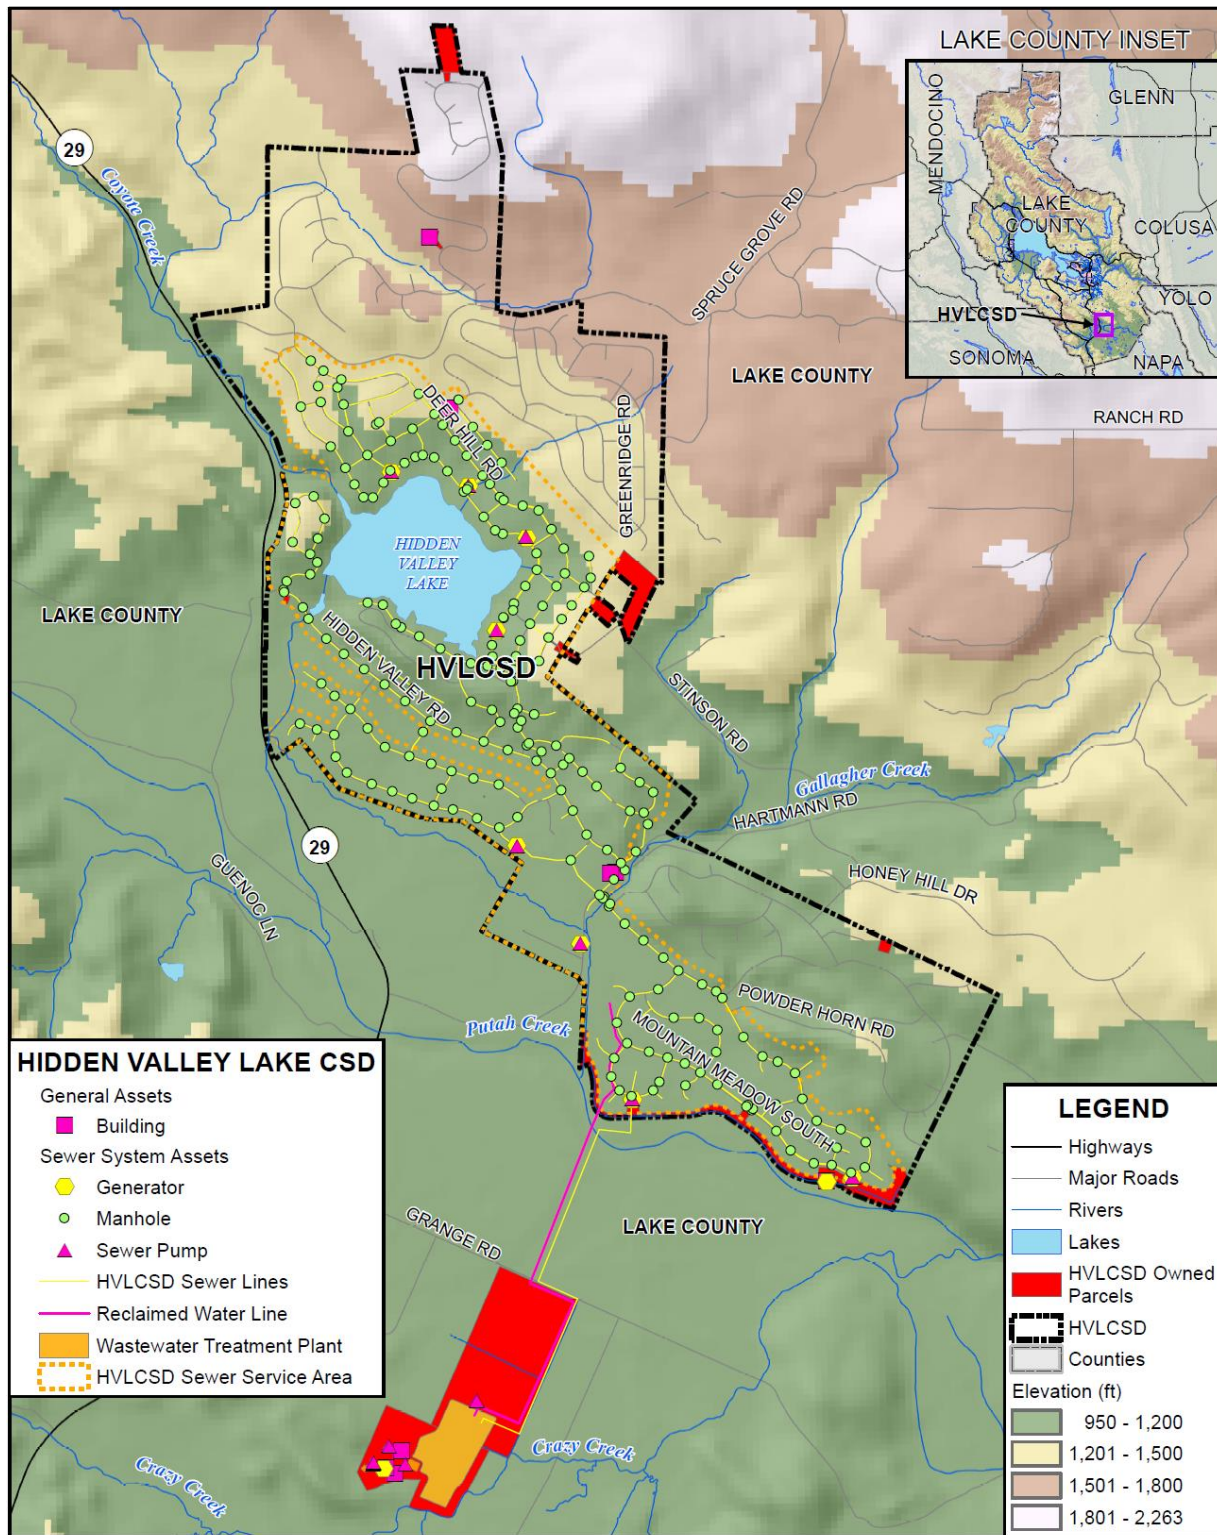 LAKE COUNTY INSET
MENDOCINO
GLENN
LAKE
COUNTY
COLUSA
YOLO
HVLCSD
SONOMA
NAPA
29
Coyote Creek
SPRUCE GROVE RD
LAKE COUNTY
RANCH RD
DEER HILL RD
GREENRIDGE RD
HIDDEN
VALLEY
LAKE
LAKE COUNTY
HIDDEN VALLEY RD
HVLCSD
STINSON RD
Gallagher Creek
HARTMANN RD
29
GUENOC LN
HONEY HILL DR
POWDER HORN RD
Putah Creek
MOUNTAIN MEADOW SOUTH
LAKE COUNTY
GRANGE RD
Crazy Creek
Crazy Creek
HIDDEN VALLEY LAKE CSD
General Assets
Building
Sewer System Assets
Generator
Manhole
Sewer Pump
HVLCSD Sewer Lines
Reclaimed Water Line
Wastewater Treatment Plant
HVLCSD Sewer Service Area
LEGEND
Highways
Major Roads
Rivers
Lakes
HVLCSD Owned
Parcels
HVLCSD
Counties
Elevation (ft)
950 - 1,200
1,201 - 1,500
1,501 - 1,800
1,801 - 2,263